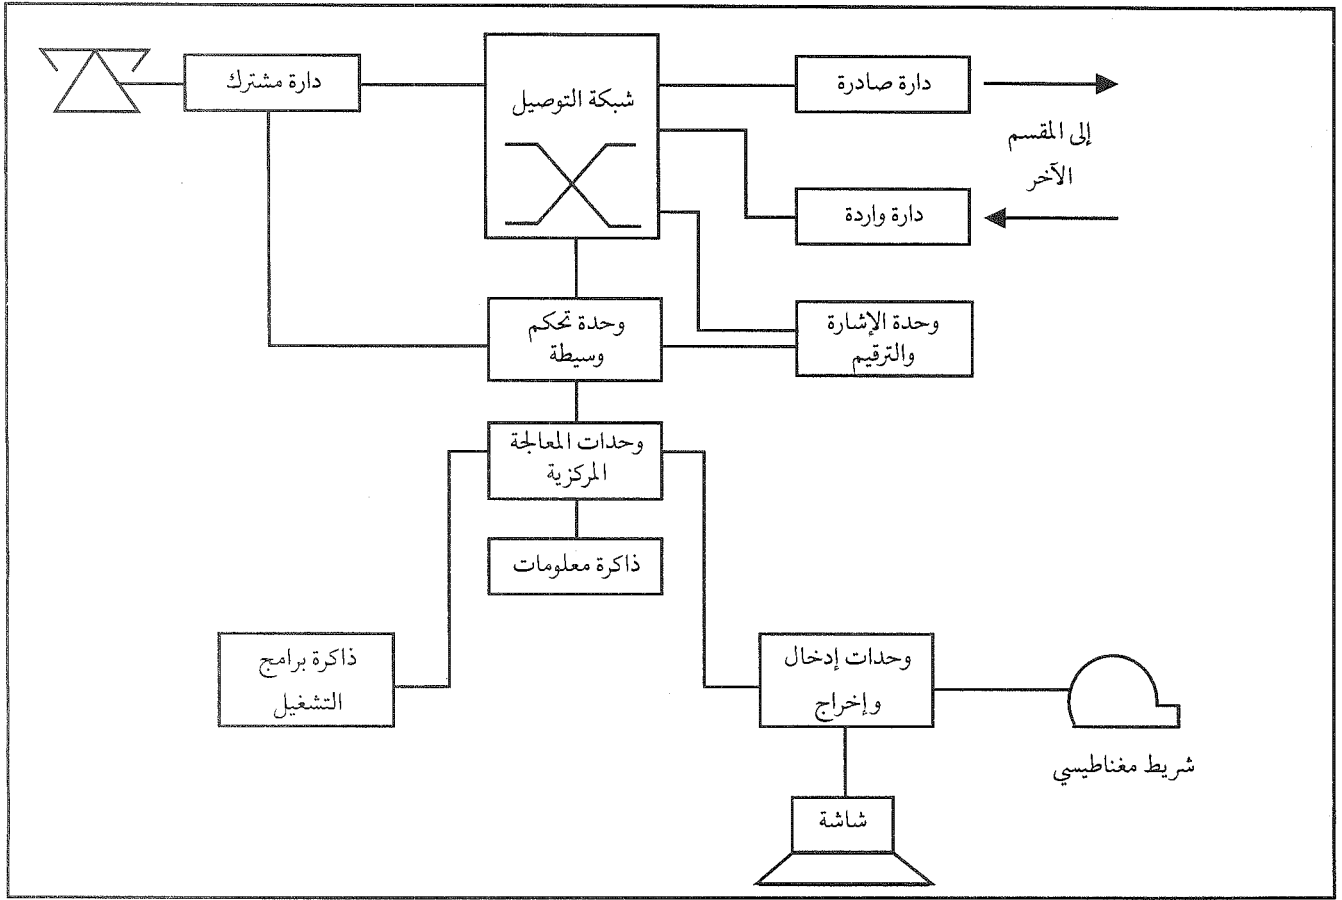 دارة مشترك
شبكة التوصيل
دارة صادرة
إلى المقسم
الآخر
دارة واردة
وحدة تحكم
وسيطة
وحدة الإشارة
والترقيم
وحدات المعالجة
المركزية
ذاكرة معلومات
ذاكرة برامج
التشغيل
وحدات إدخال
وإخراج
شريط مغناطيسي
شاشة